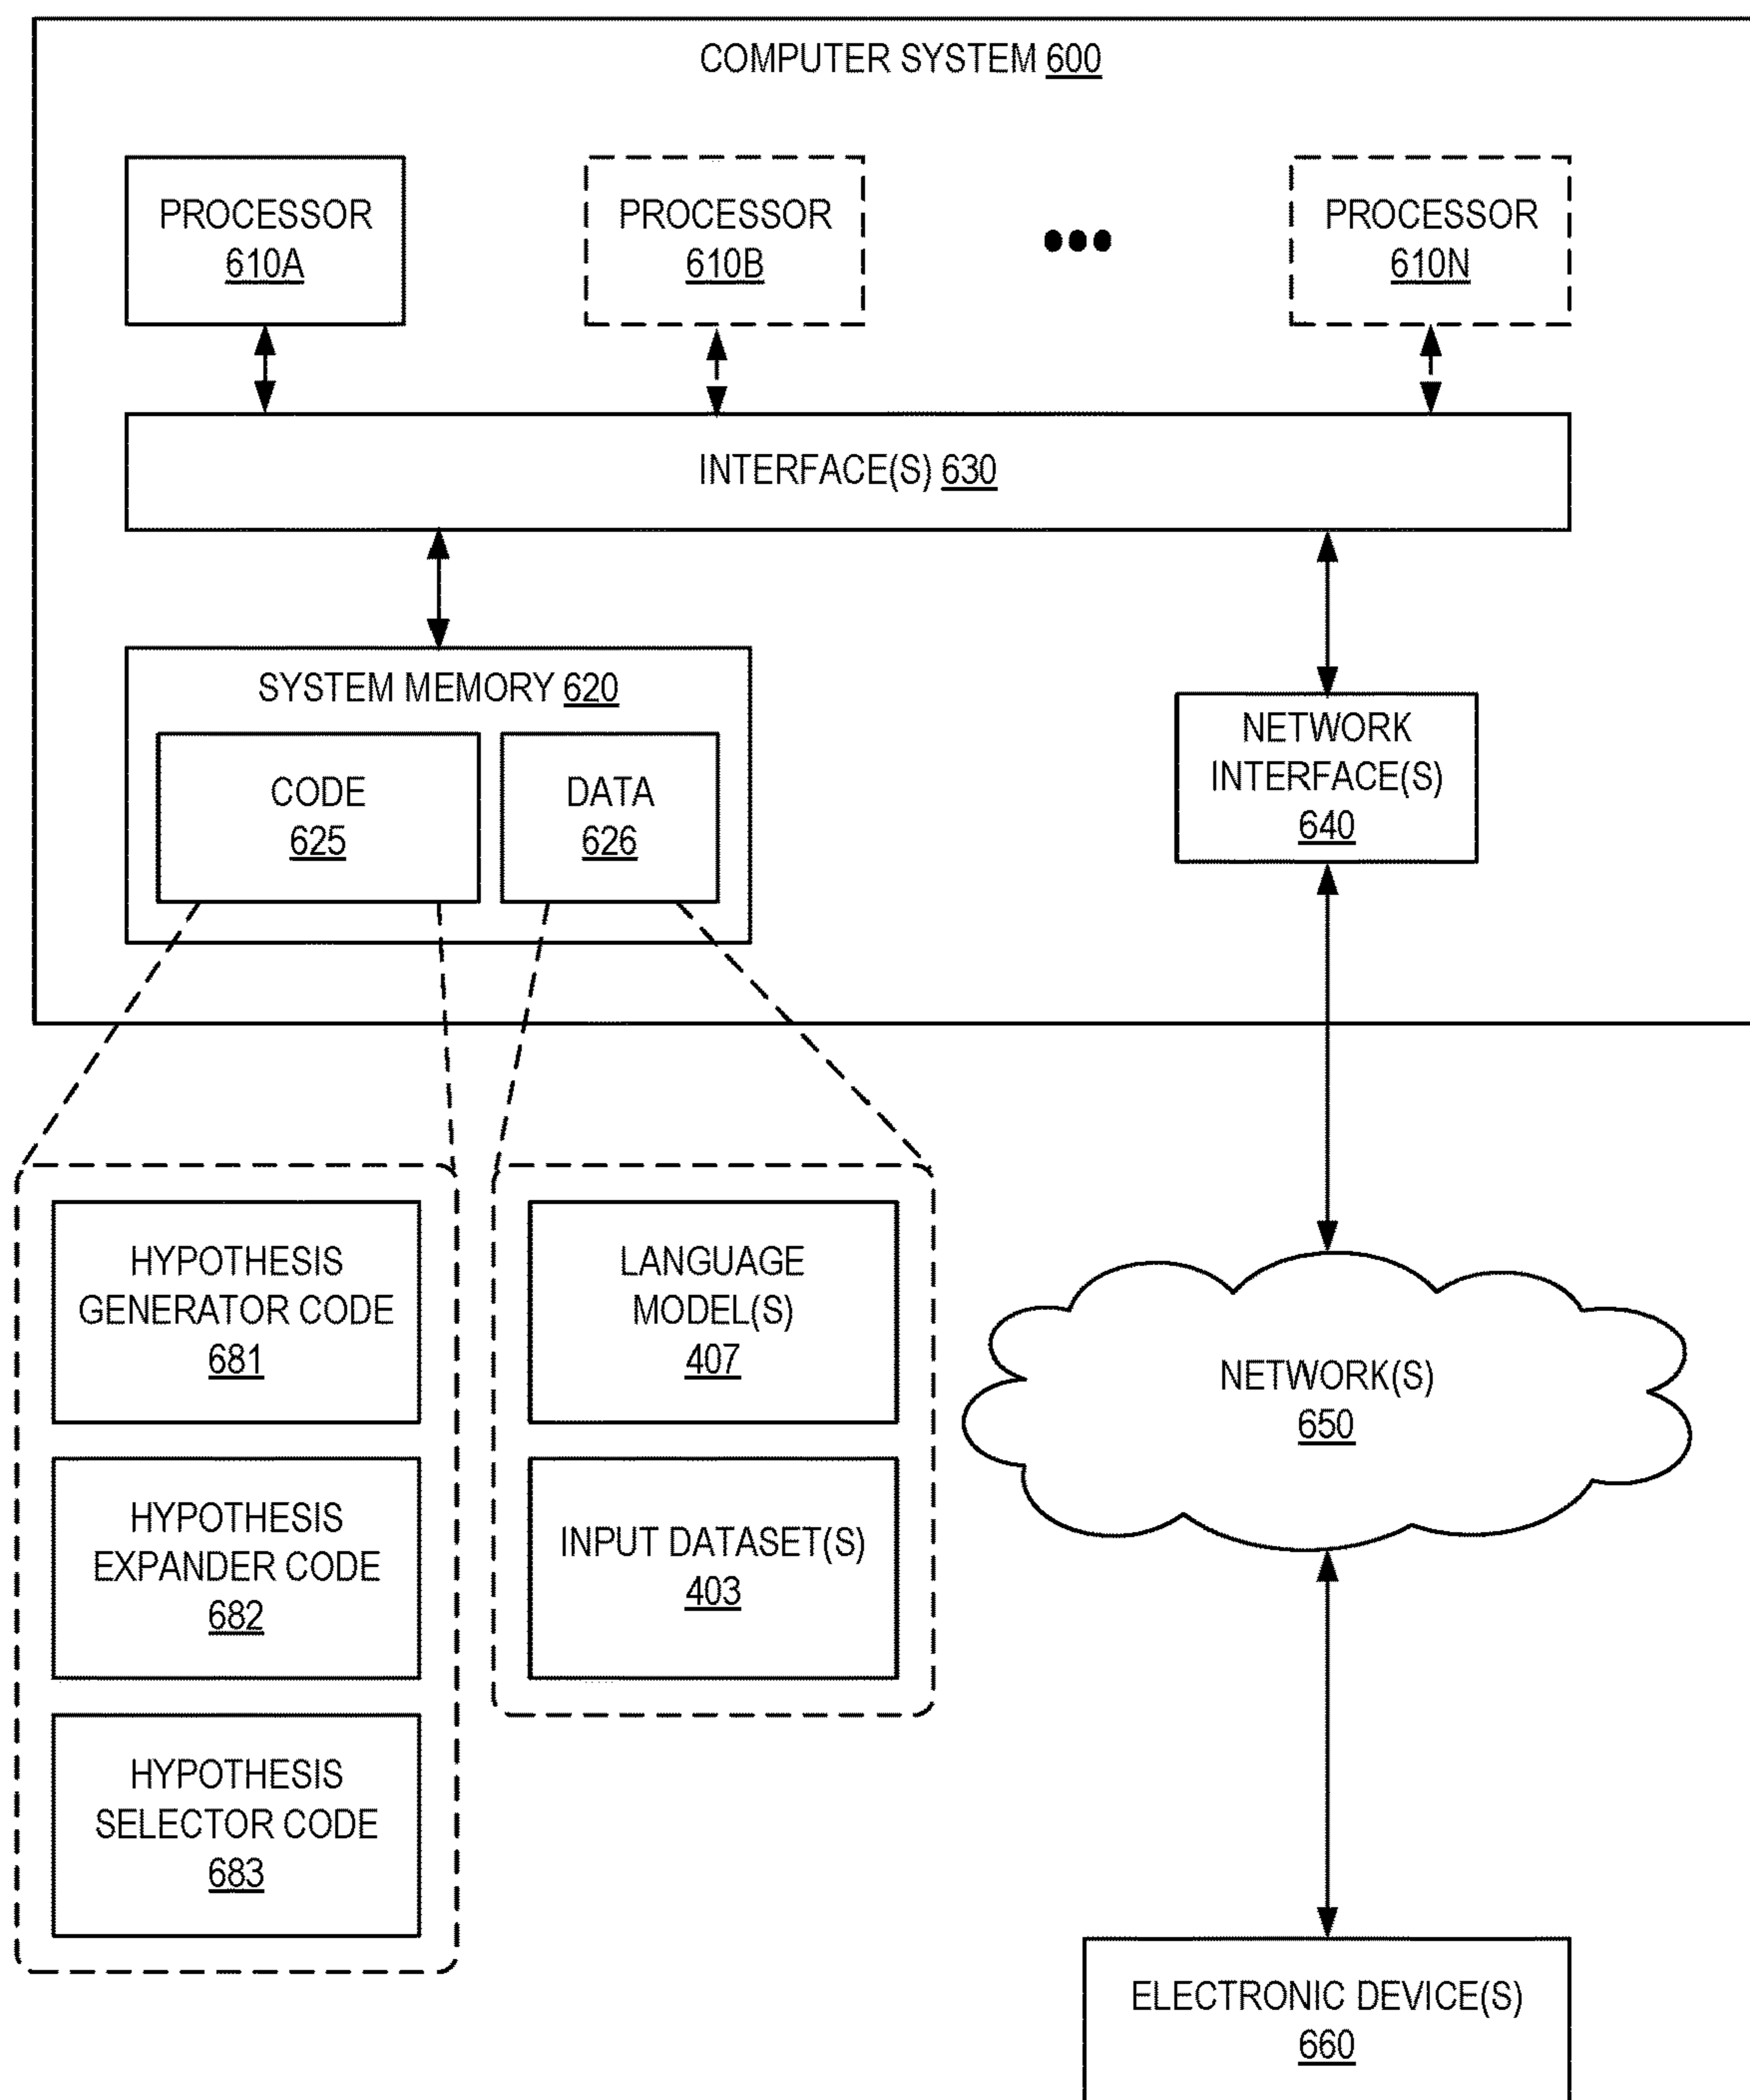 COMPUTER SYSTEM 600
PROCESSOR
610A
PROCESSOR
610B
PROCESSOR
610N
INTERFACE(S) 630
SYSTEM MEMORY 620
CODE
625
DATA
626
NETWORK
INTERFACE(S)
640
HYPOTHESIS
GENERATOR CODE
681
HYPOTHESIS
EXPANDER CODE
682
HYPOTHESIS
SELECTOR CODE
683
LANGUAGE
MODEL(S)
407
INPUT DATASET(S)
403
NETWORK(S)
650
ELECTRONIC DEVICE(S)
660